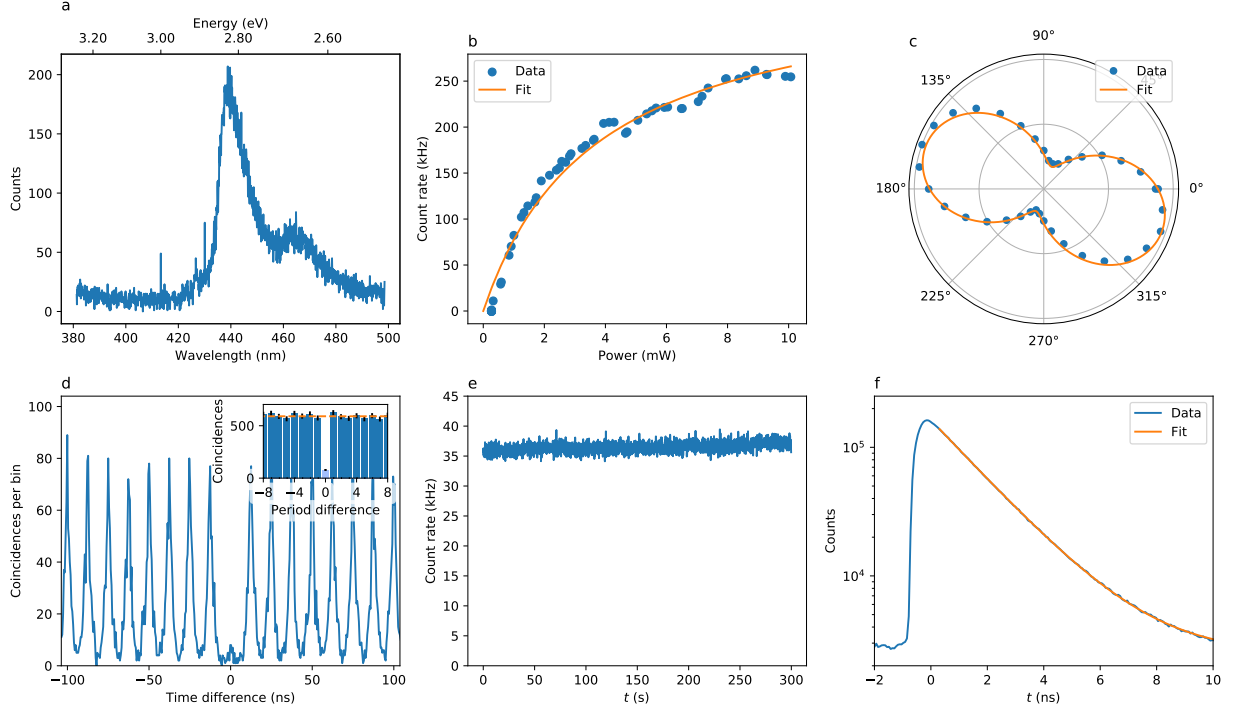 a
Energy (eV)
3.20 3.00 2.80 2.60
Counts
200
150
100
50
0
380 400 420 440 460 480 500
Wavelength (nm)
b
Data
Fit
Count rate (kHz)
250
200
150
100
50
0
0 2 4 6 8 10
Power (mW)
c
90°
Data
Fit
45°
135°
180°
0°
225°
315°
270°
d
Coincidences per bin
100
80
60
40
20
0
−100 −50 0 50 100
Time difference (ns)
Coincidences
500
0
−8 −4 0 4 8
Period difference
e
Count rate (kHz)
45
40
35
30
25
20
15
10
5
0
0 50 100 150 200 250 300
t (s)
f
Data
Fit
Counts
10⁵
10⁴
−2 0 2 4 6 8 10
t (ns)